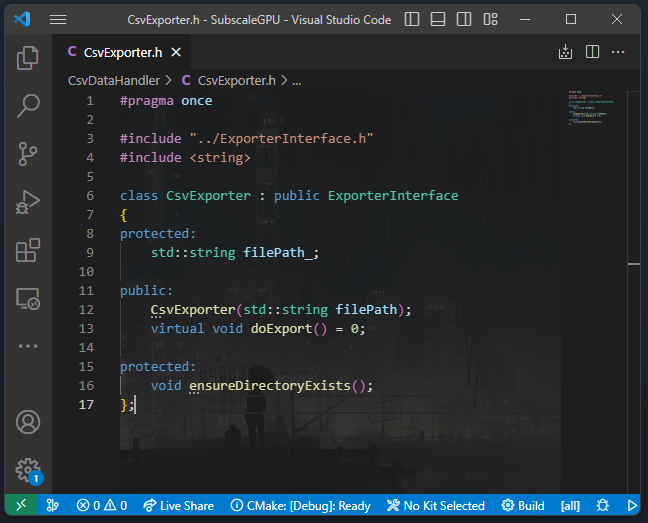 CsvExporter.h - SubscaleGPU - Visual Studio Code
C CsvExporter.h
CsvDataHandler > C CsvExporter.h > ...
1 #pragma once
2
3 #include "../ExporterInterface.h"
4 #include <string>
5
6 class CsvExporter : public ExporterInterface
7 {
8 protected:
9     std::string filePath_;
10
11 public:
12     CsvExporter(std::string filePath);
13     virtual void doExport() = 0;
14
15 protected:
16     void ensureDirectoryExists();
17 };
1
0 0 Live Share CMake: [Debug]: Ready No Kit Selected Build [all]